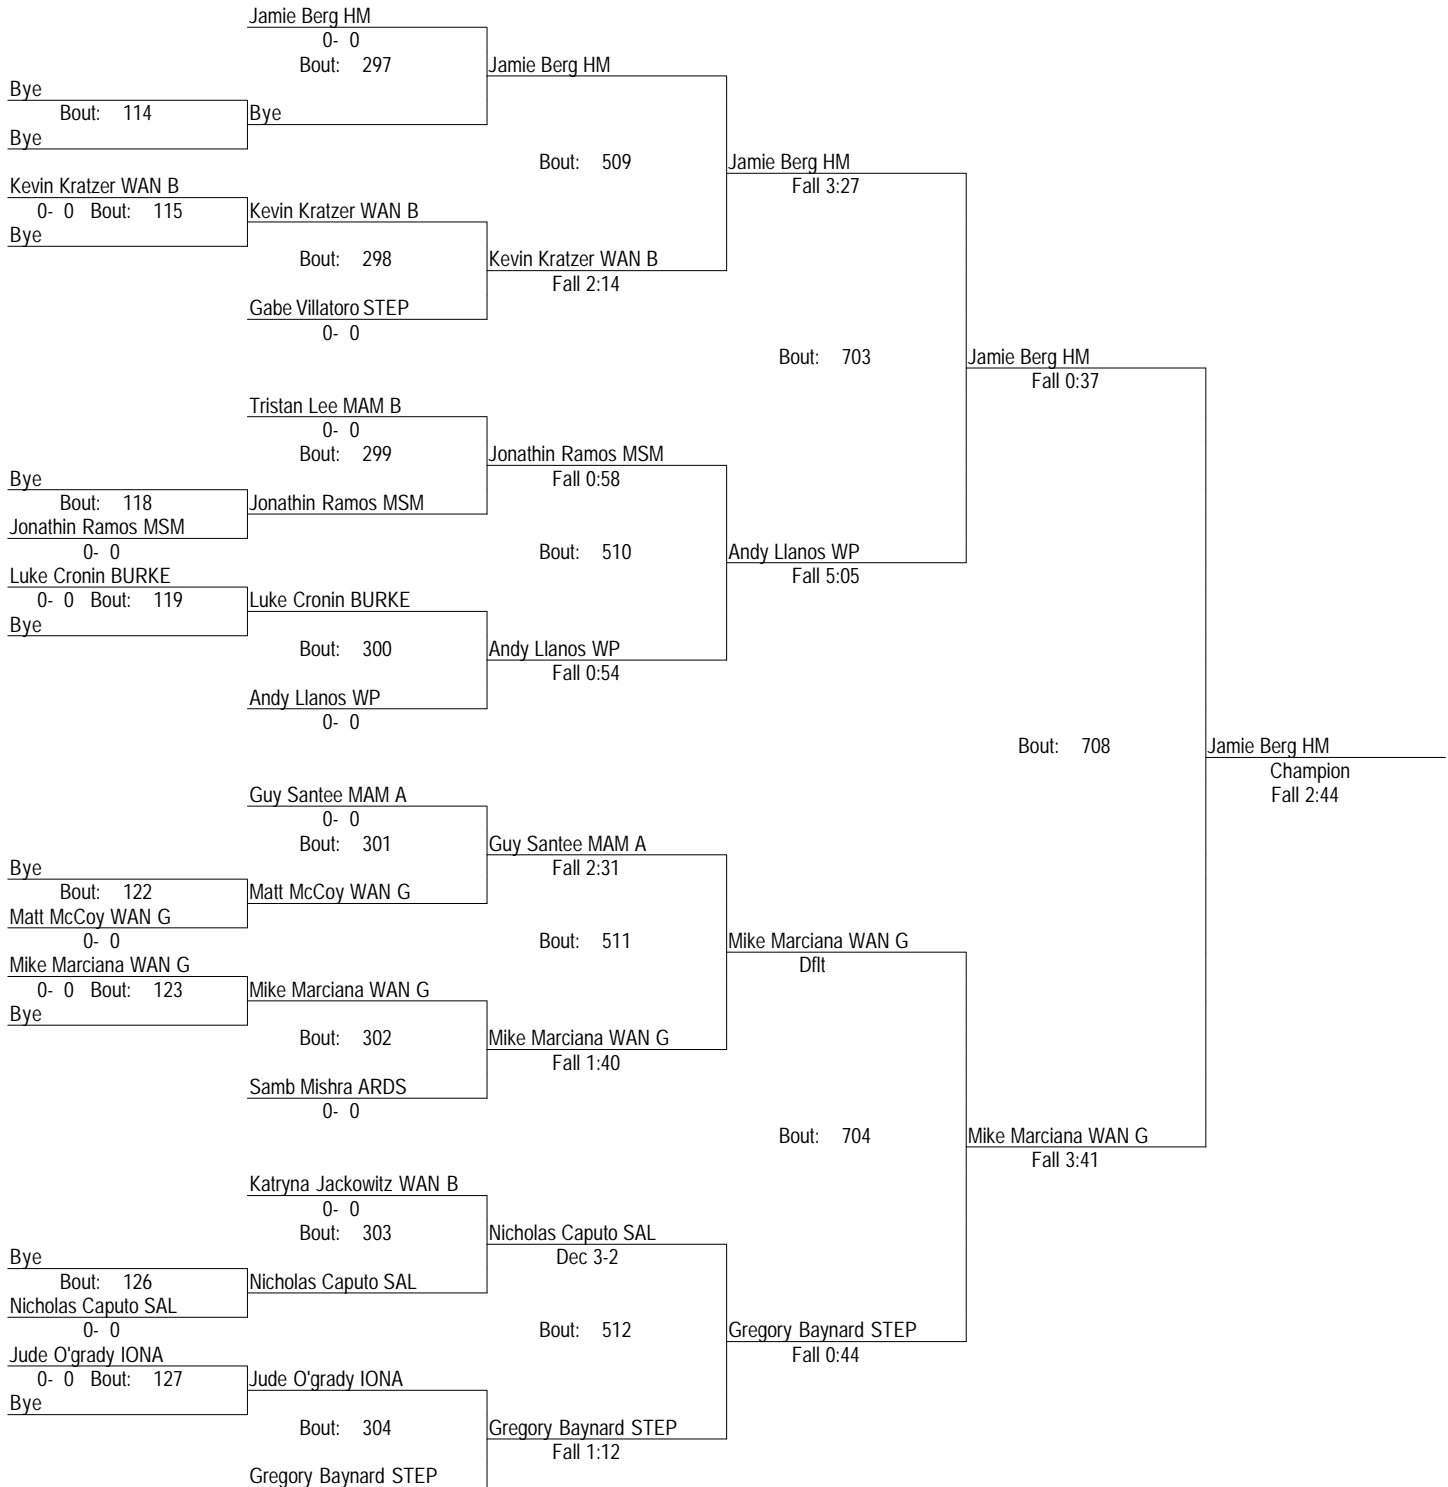 Jamie Berg HM
0- 0
Bout: 297
Jamie Berg HM
Bye
Bout: 114
Bye
Bye
Bout: 509
Jamie Berg HM
Fall 3:27
Kevin Kratzer WAN B
0- 0 Bout: 115
Kevin Kratzer WAN B
Bye
Bout: 298
Kevin Kratzer WAN B
Fall 2:14
Gabe Villatoro STEP
0- 0
Bout: 703
Jamie Berg HM
Fall 0:37
Tristan Lee MAM B
0- 0
Bout: 299
Jonathin Ramos MSM
Fall 0:58
Bye
Bout: 118
Jonathin Ramos MSM
Jonathin Ramos MSM
0- 0
Bout: 510
Andy Llanos WP
Fall 5:05
Luke Cronin BURKE
0- 0 Bout: 119
Luke Cronin BURKE
Bye
Bout: 300
Andy Llanos WP
Fall 0:54
Andy Llanos WP
0- 0
Bout: 708
Jamie Berg HM
Champion
Fall 2:44
Guy Santee MAM A
0- 0
Bout: 301
Guy Santee MAM A
Fall 2:31
Bye
Bout: 122
Matt McCoy WAN G
Matt McCoy WAN G
0- 0
Bout: 511
Mike Marciana WAN G
Dflt
Mike Marciana WAN G
0- 0 Bout: 123
Mike Marciana WAN G
Bye
Bout: 302
Mike Marciana WAN G
Fall 1:40
Samb Mishra ARDS
0- 0
Bout: 704
Mike Marciana WAN G
Fall 3:41
Katryna Jackowitz WAN B
0- 0
Bout: 303
Nicholas Caputo SAL
Dec 3-2
Bye
Bout: 126
Nicholas Caputo SAL
Nicholas Caputo SAL
0- 0
Bout: 512
Gregory Baynard STEP
Fall 0:44
Jude O'grady IONA
0- 0 Bout: 127
Jude O'grady IONA
Bye
Bout: 304
Gregory Baynard STEP
Fall 1:12
Gregory Baynard STEP